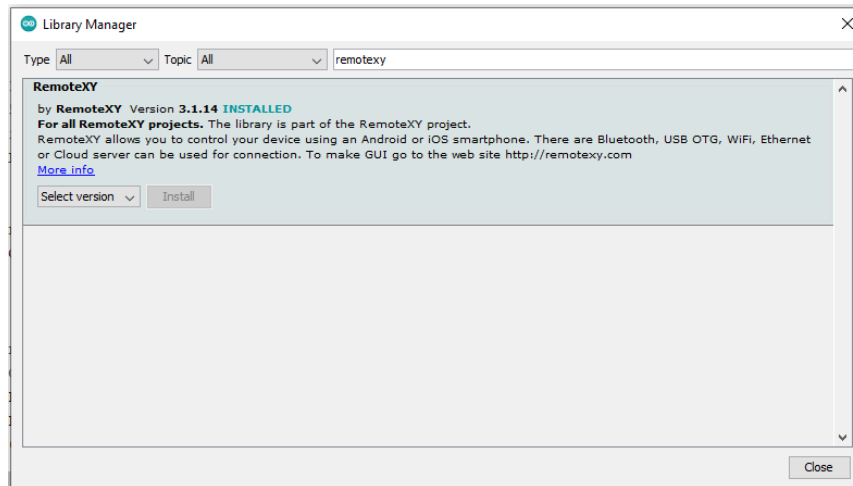 Library Manager
Type All Topic All remotexy
RemoteXY
by RemoteXY Version 3.1.14 INSTALLED
For all RemoteXY projects. The library is part of the RemoteXY project.
RemoteXY allows you to control your device using an Android or iOS smartphone. There are Bluetooth, USB OTG, WiFi, Ethernet
or Cloud server can be used for connection. To make GUI go to the web site http://remotexy.com
More info
Select version Install
Close